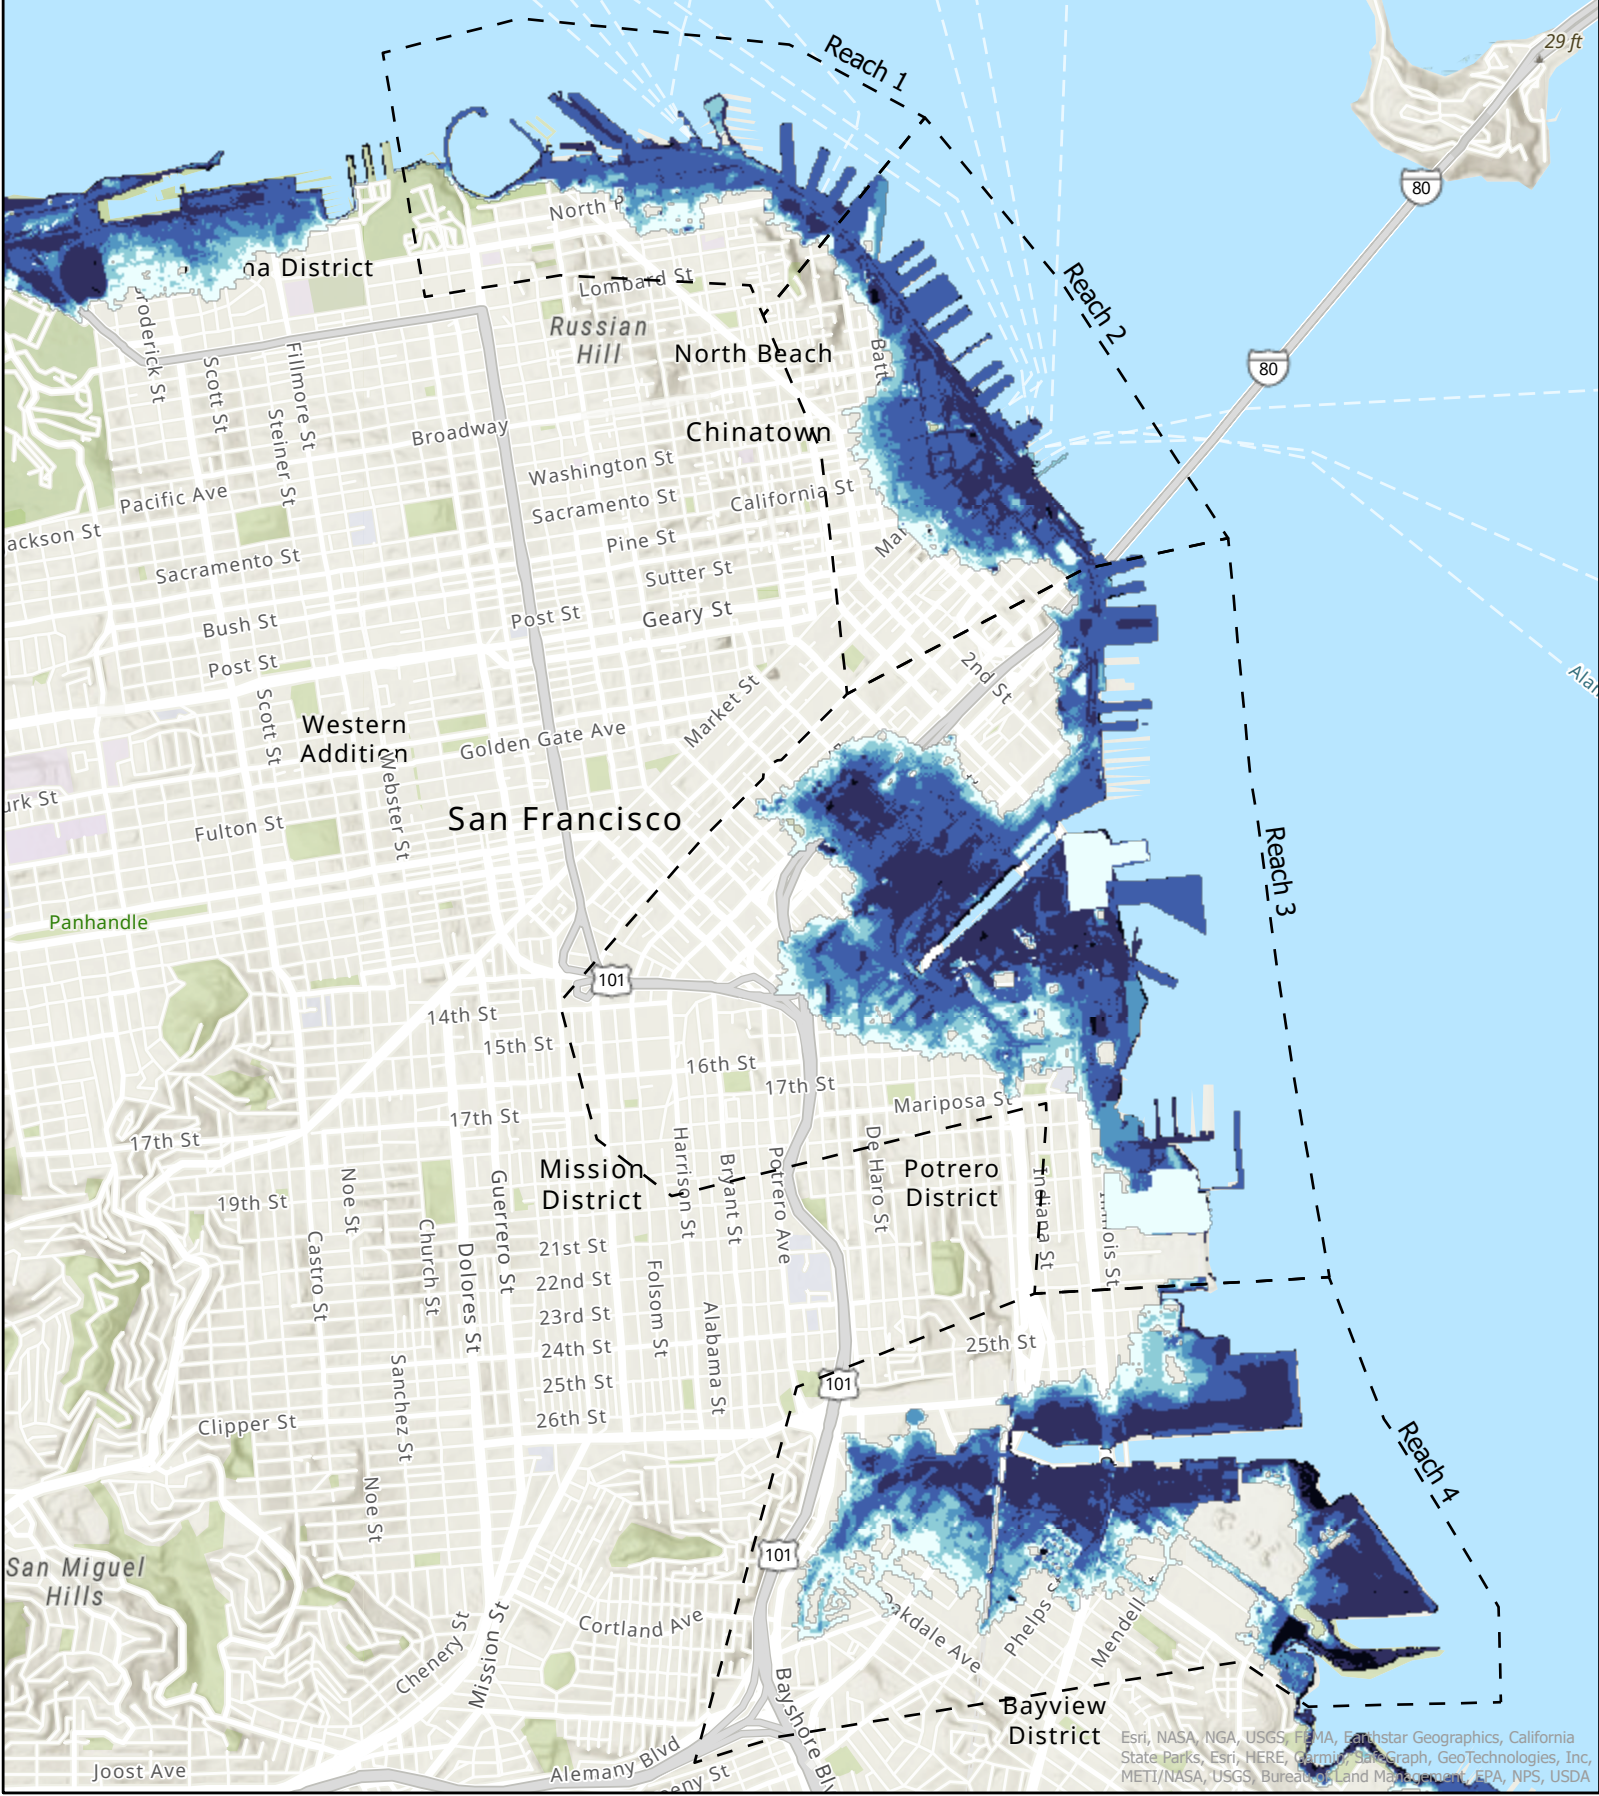 29 ft
Reach 1
80
North P
na District
Lombard St
Reach 2
Broderick St
Russian
Hill
North Beach
Batt
80
Scott St
Fillmore St
Steiner St
Broadway
Chinatown
Washington St
Pacific Ave
Sacramento St
California St
ackson St
Pine St
Mar
Sacramento St
Sutter St
Bush St
Post St
Geary St
Post St
2nd St
Alam
Scott St
Western
Addition
Golden Gate Ave
Market St
Webster St
urk St
Fulton St
San Francisco
Reach 3
Panhandle
101
14th St
15th St
16th St
17th St
17th St
Mariposa St
17th St
Mission
District
Harrison St
Bryant St
Potrero Ave
De Haro St
Potrero
District
Indiana St
Illinois St
19th St
Noe St
Guerrero St
Castro St
Church St
Dolores St
21st St
22nd St
23rd St
24th St
25th St
26th St
Folsom St
Alabama St
25th St
101
Sanchez St
Clipper St
Reach 4
Noe St
101
San Miguel
Hills
Cortland Ave
Chenery St
Mission St
Oakdale Ave
Phelps
Mendell
Bayshore Blv
Bayview
District
Joost Ave
Alemany Blvd
eny St
Esri, NASA, NGA, USGS, FEMA, Earthstar Geographics, California
State Parks, Esri, HERE, Garmin, SafeGraph, GeoTechnologies, Inc,
METI/NASA, USGS, Bureau of Land Management, EPA, NPS, USDA